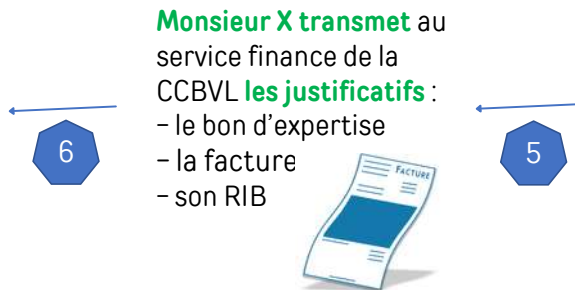 Monsieur X transmet au
service finance de la
CCBVL les justificatifs :
– le bon d'expertise
– la facture
– son RIB
FACTURE
6
5